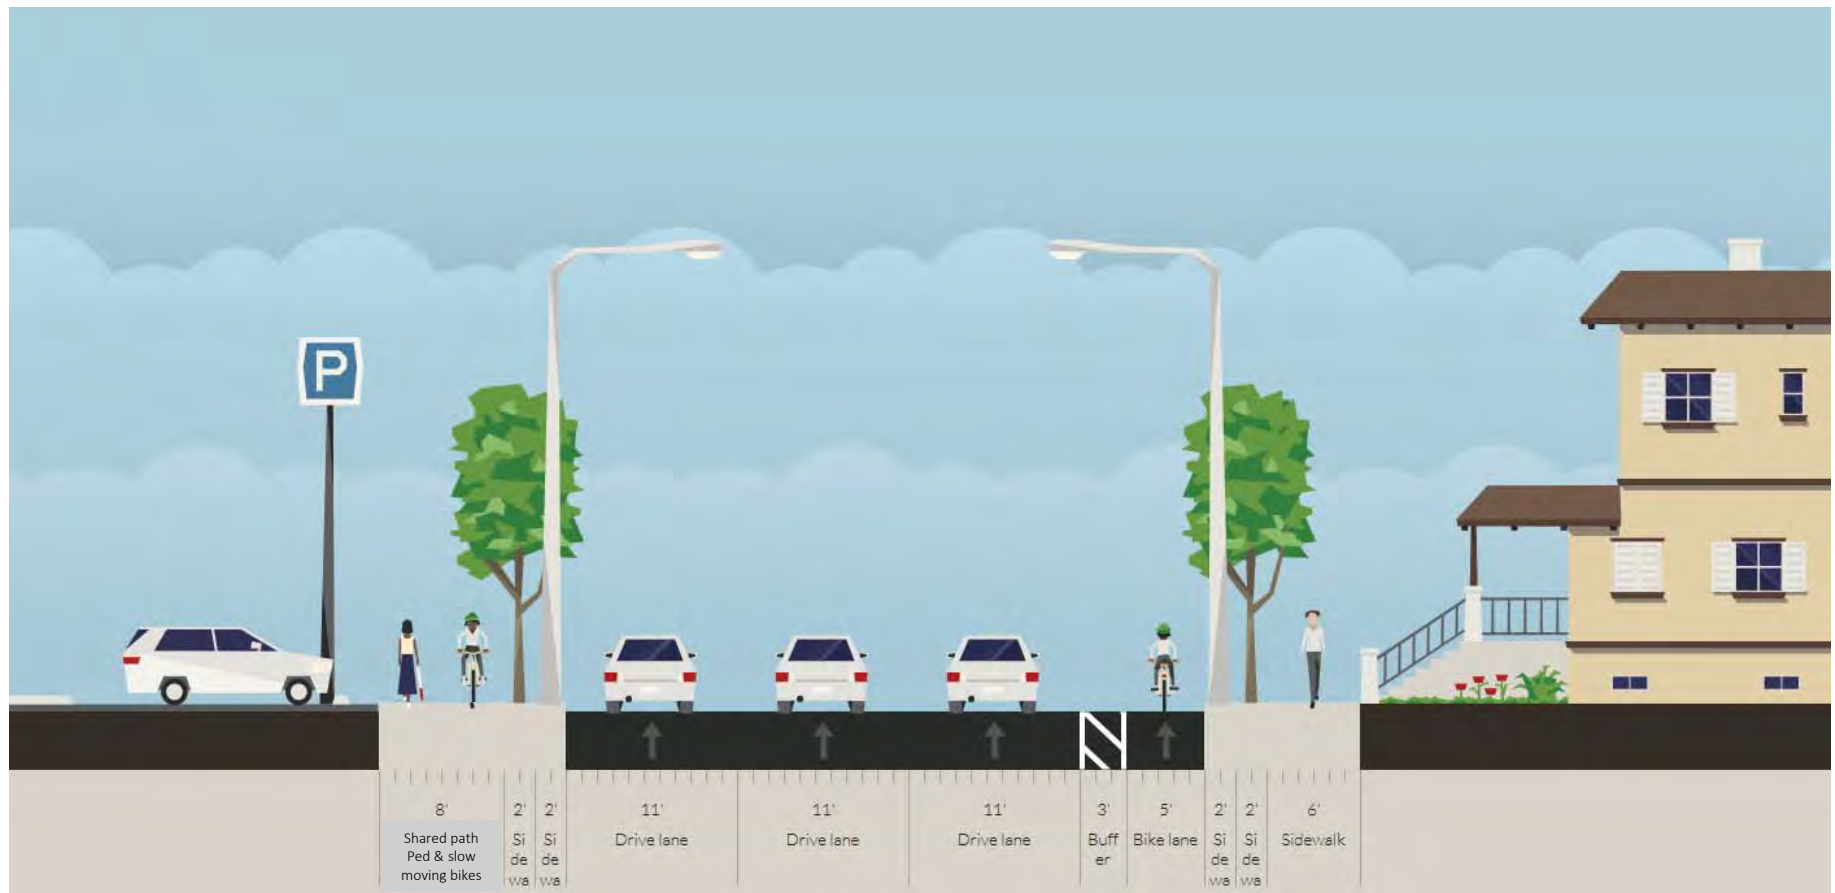 P
8'
2'
2'
11'
11'
11'
3'
5'
2'
2'
6'
Shared path
Ped & slow
moving bikes
Si
de
wa
Si
de
wa
Drive lane
Drive lane
Drive lane
Buff
er
Bike lane
Si
de
wa
Si
de
wa
Sidewalk